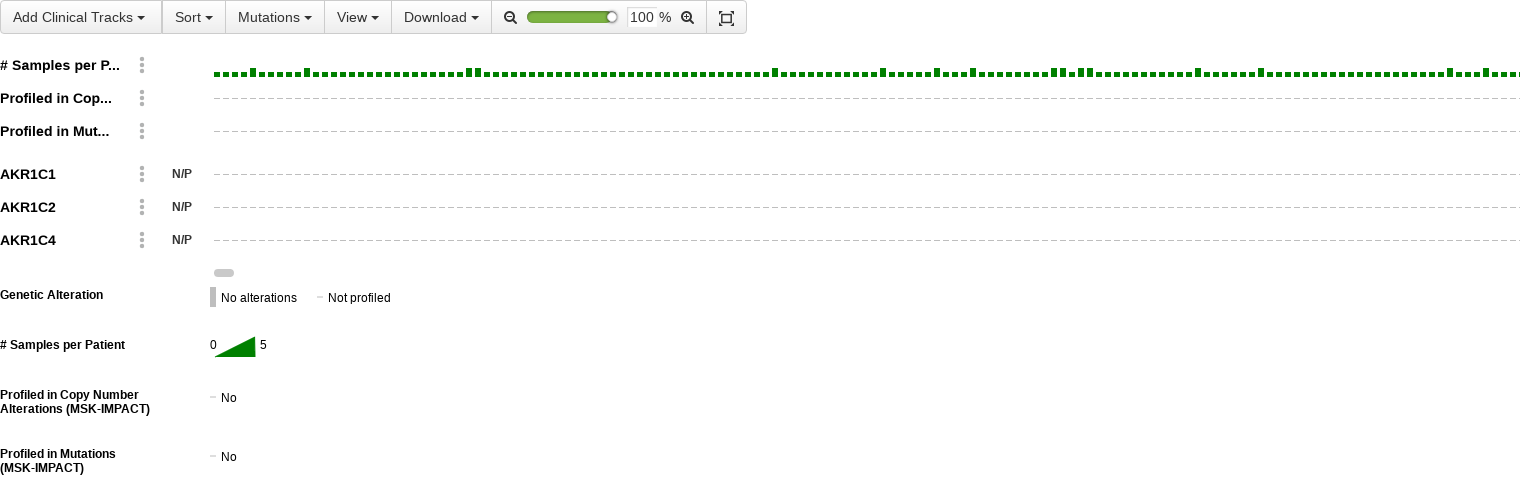 Add Clinical Tracks Sort Mutations View Download 100 %
# Samples per P...
Profiled in Cop...
Profiled in Mut...
AKR1C1 N/P
AKR1C2 N/P
AKR1C4 N/P
Genetic Alteration No alterations Not profiled
# Samples per Patient 0 5
Profiled in Copy Number No
Alterations (MSK-IMPACT)
Profiled in Mutations No
(MSK-IMPACT)